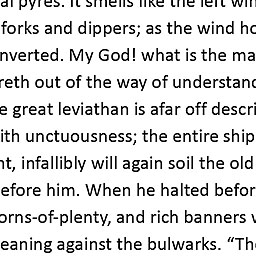 al pyres. It smells like the left wi
forks and dippers; as the wind ho
nverted. My God! what is the ma
reth out of the way of understand
e great leviathan is afar off descri
ith unctuousness; the entire ship
nt, infallibly will again soil the old
efore him. When he halted befor
orns-of-plenty, and rich banners
eaning against the bulwarks. “Th